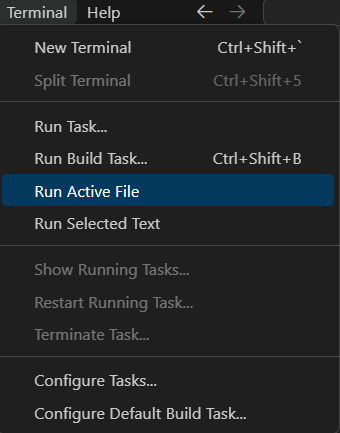 Terminal Help
New Terminal Ctrl+Shift+`
Split Terminal Ctrl+Shift+5
Run Task...
Run Build Task... Ctrl+Shift+B
Run Active File
Run Selected Text
Show Running Tasks...
Restart Running Task...
Terminate Task...
Configure Tasks...
Configure Default Build Task...